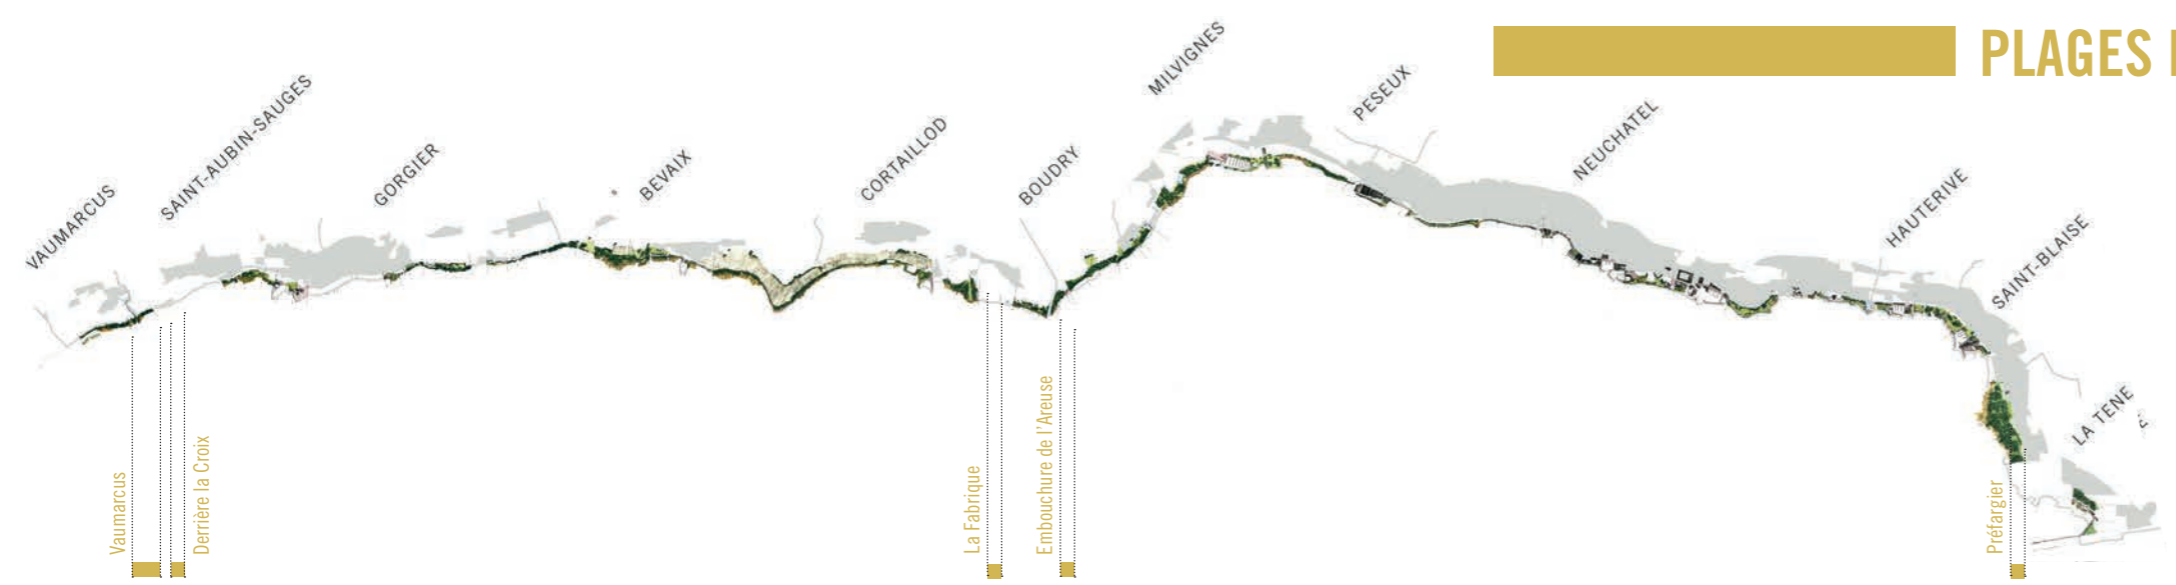 PLAGES
VAUMARCUS
SAINT-AUBIN-SAUGES
GORGIER
BEVAIX
CORTAILLOD
BOUDRY
MILVIGNES
PESEUX
NEUCHATEL
HAUTERIVE
SAINT-BLAISE
LA TENE
Vaumarcus
Derrière la Croix
La Fabrique
Embouchure de l'Areuse
Préfargier